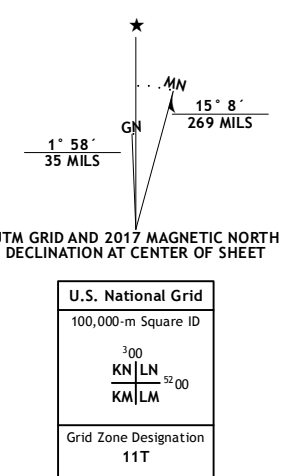 ★
MN
GN
15° 8´
269 MILS
1° 58´
35 MILS
UTM GRID AND 2017 MAGNETIC NORTH
DECLINATION AT CENTER OF SHEET
U.S. National Grid
100,000-m Square ID
300
KN LN
5200
KM LM
Grid Zone Designation
11T